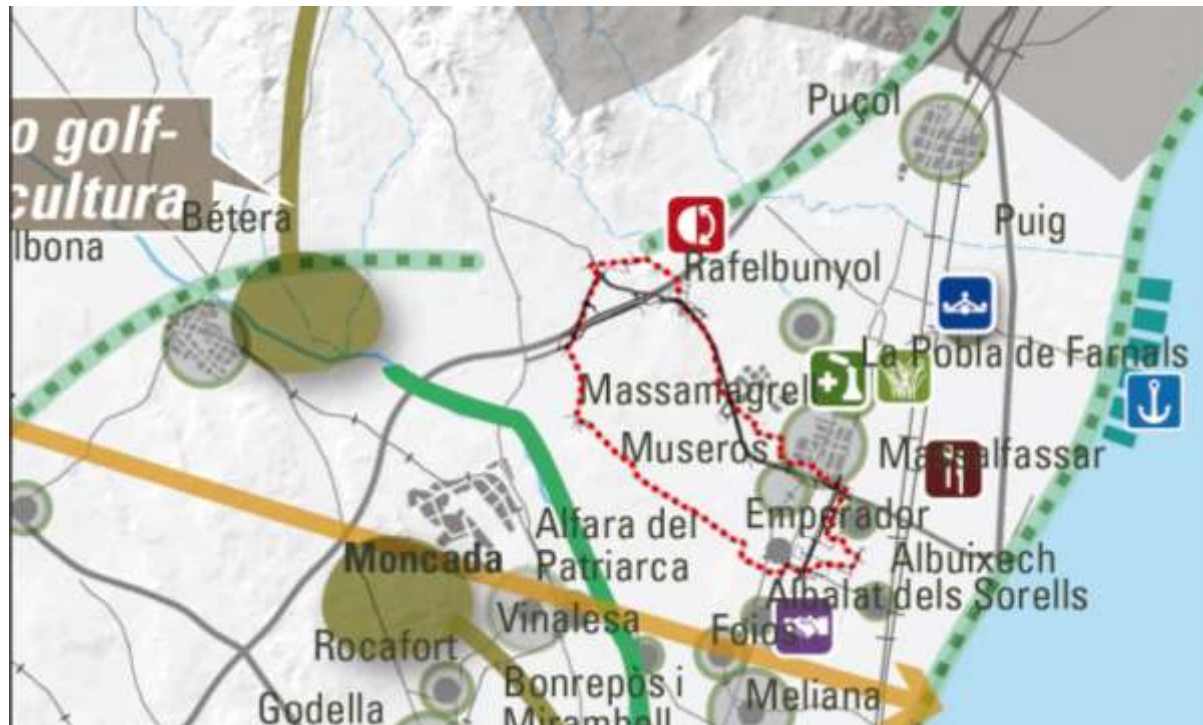 o golf-
cultura
Puçol
Bétera
lbona
Puig
Rafelbunyol
La Pobla de Farnals
Massamagrell
Museros
Massalfassar
Emperador
Alfara del
Patriarca
Moncada
Albuixech
Albalat dels Sorells
Vinalesa
Foios
Rocafort
Bonrepòs i
Mirambell
Meliana
Godella